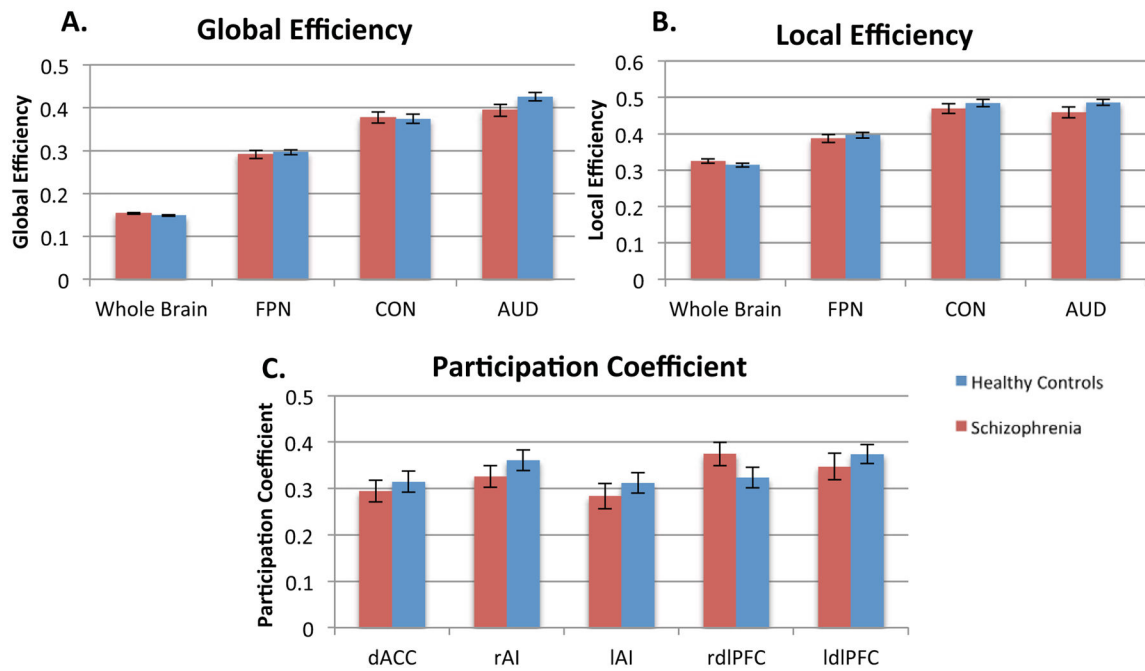 A.
Global Efficiency
Global Efficiency
0.5
0.4
0.3
0.2
0.1
0
Whole Brain FPN CON AUD
B.
Local Efficiency
Local Efficiency
0.6
0.5
0.4
0.3
0.2
0.1
0
Whole Brain FPN CON AUD
C.
Participation Coefficient
Participation Coefficient
0.5
0.4
0.3
0.2
0.1
0
dACC rAI lAI rdlPFC ldlPFC
Healthy Controls
Schizophrenia